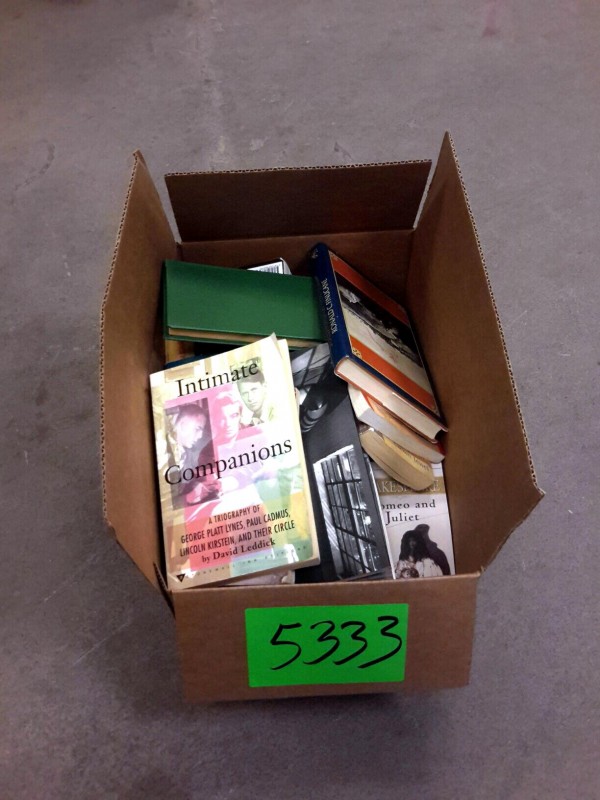 Intimate
Companions
A TRIOGRAPHY OF
GEORGE PLATT LYNES, PAUL CADMUS,
LINCOLN KIRSTEIN, AND THEIR CIRCLE
by David Leddick
Romeo and
Juliet
5333